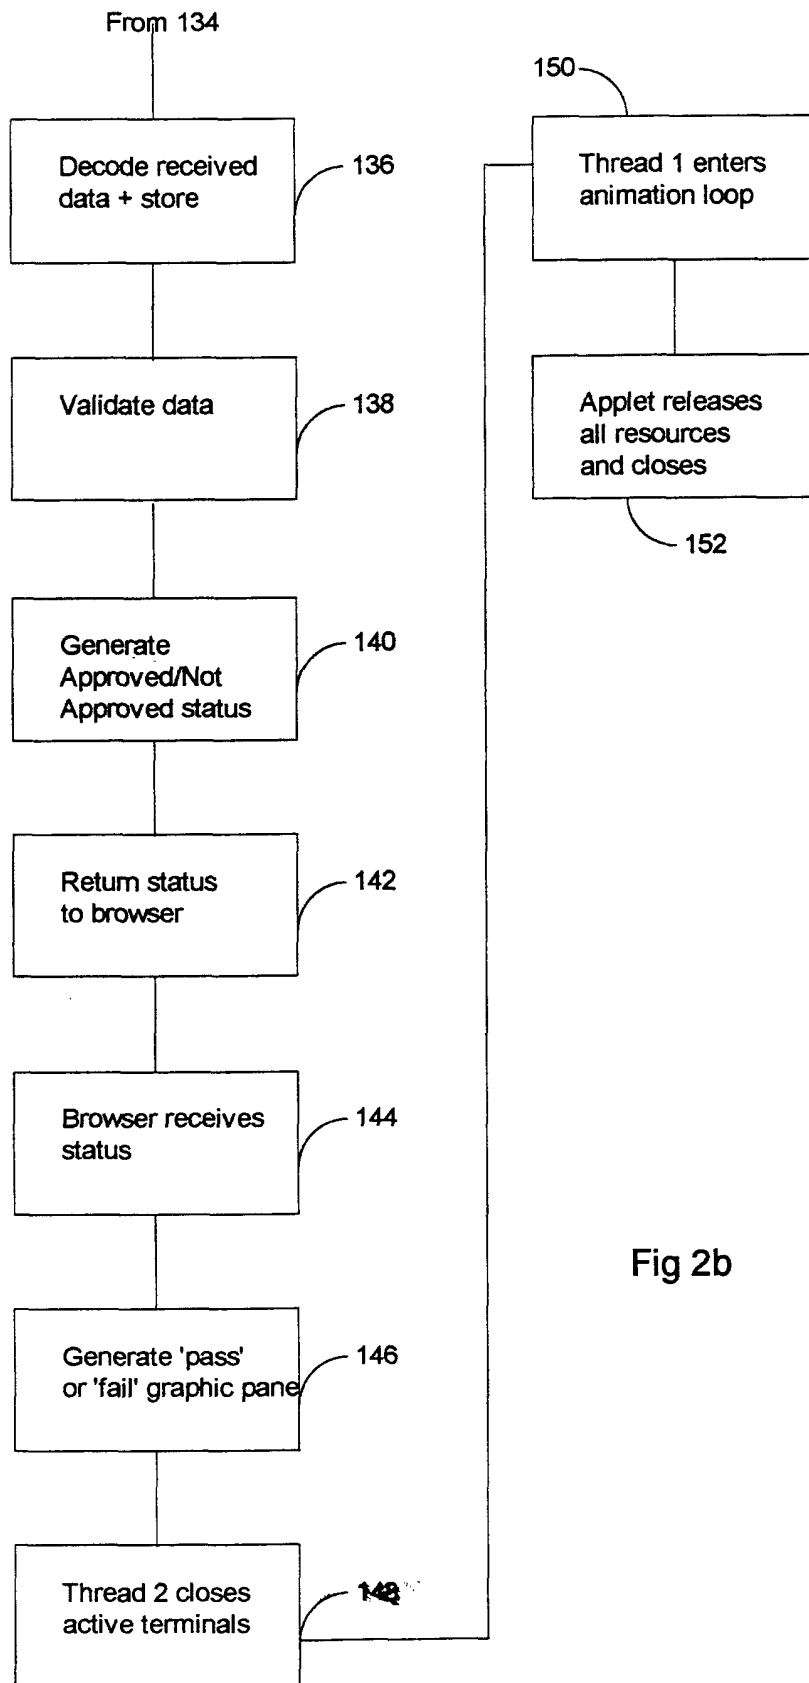 From 134
Decode received
data + store
136
Validate data
138
Generate
Approved/Not
Approved status
140
Return status
to browser
142
Browser receives
status
144
Generate 'pass'
or 'fail' graphic pane
146
Thread 2 closes
active terminals
148
150
Thread 1 enters
animation loop
Applet releases
all resources
and closes
152
Fig 2b